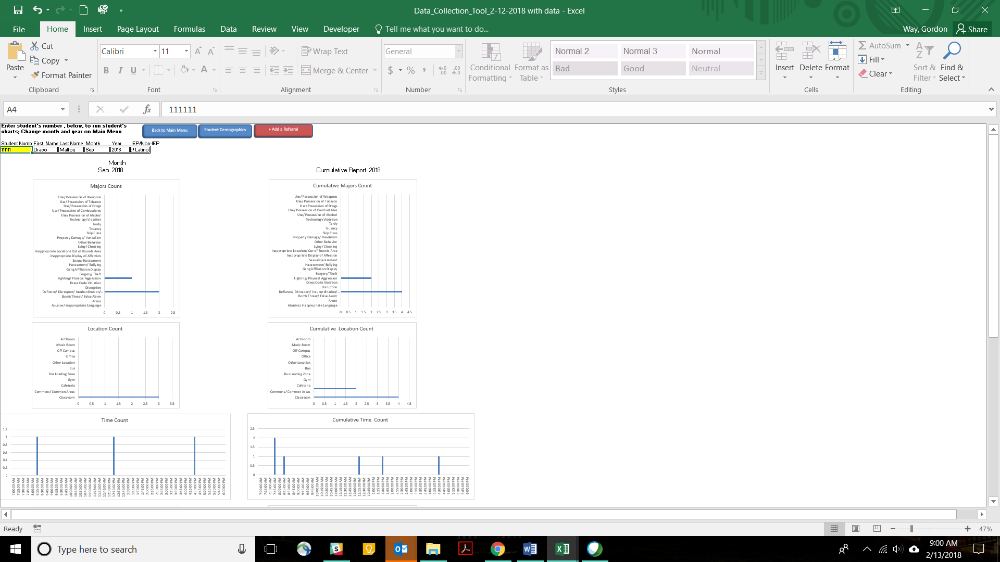 Data_Collection_Tool_2-12-2018 with data - Excel
File Home Insert Page Layout Formulas Data Review View Developer Tell me what you want to do... Way, Gordon Share
Paste
Cut
Copy
Format Painter
Clipboard
Calibri 11
B I U
Font
Wrap Text
Merge & Center
Alignment
General
$ % ,
Number
Conditional Formatting
Format as Table
Normal 2 Normal 3 Normal
Bad Good Neutral
Styles
Insert Delete Format
Cells
AutoSum
Fill
Clear
Sort & Filter
Find & Select
Editing
A4 fx 111111
Enter student's number , below, to run student's
charts; Change month and year on Main Menu
Back to Main Menu Student Demographics + Add a Referral
Student Numb First Name Last Name Month Year IEP/Non-IEP
111111 Draco Malfoy Sep 2018 c/ Latino
Month
Sep 2018
Cumulative Report 2018
Majors Count
Use/ Possession of Weapons
Use/ Possession of Tobacco
Use/ Possession of Drugs
Use/ Possession of Combustibles
Use/ Possession of Alcohol
Technology Violation
Tardy
Truancy
Skip Class
Property Damage/ Vandalism
Other Behavior
Lying/ Cheating
Inappropriate Location/ Out of Bounds Area
Inappropriate Display of Affection
Sexual Harassment
Harassment/ Bullying
Gang Affiliation Display
Forgery/ Theft
Fighting/ Physical Aggression
Dress Code Violation
Disruption
Defiance/ Disrespect/ Insubordination/...
Bomb Threat/ False Alarm
Arson
Abusive/ inappropriate Language
0 0.5 1 1.5 2 2.5
Cumulative Majors Count
Use/ Possession of Weapons
Use/ Possession of Tobacco
Use/ Possession of Drugs
Use/ Possession of Combustibles
Use/ Possession of Alcohol
Technology Violation
Tardy
Truancy
Skip Class
Property Damage/ Vandalism
Other Behavior
Lying/ Cheating
Inappropriate Location/ Out of Bounds Area
Inappropriate Display of Affection
Sexual Harassment
Harassment/ Bullying
Gang Affiliation Display
Forgery/ Theft
Fighting/ Physical Aggression
Dress Code Violation
Disruption
Defiance/ Disrespect/ Insubordination/...
Bomb Threat/ False Alarm
Arson
Abusive/ inappropriate Language
0 0.5 1 1.5 2 2.5 3 3.5 4 4.5
Location Count
Art Room
Music Room
Off-Campus
Office
Other Location
Bus
Bus Loading Zone
Gym
Cafeteria
Commons/ Common Areas
Classroom
0 0.5 1 1.5 2 2.5 3 3.5
Cumulative Location Count
Art Room
Music Room
Off-Campus
Office
Other Location
Bus
Bus Loading Zone
Gym
Cafeteria
Commons/ Common Areas
Classroom
0 0.5 1 1.5 2 2.5 3 3.5 4 4.5
Time Count
1.2
1
0.8
0.6
0.4
0.2
0
Cumulative Time Count
2.5
2
1.5
1
0.5
0
Ready 47%
Type here to search
9:00 AM
2/13/2018